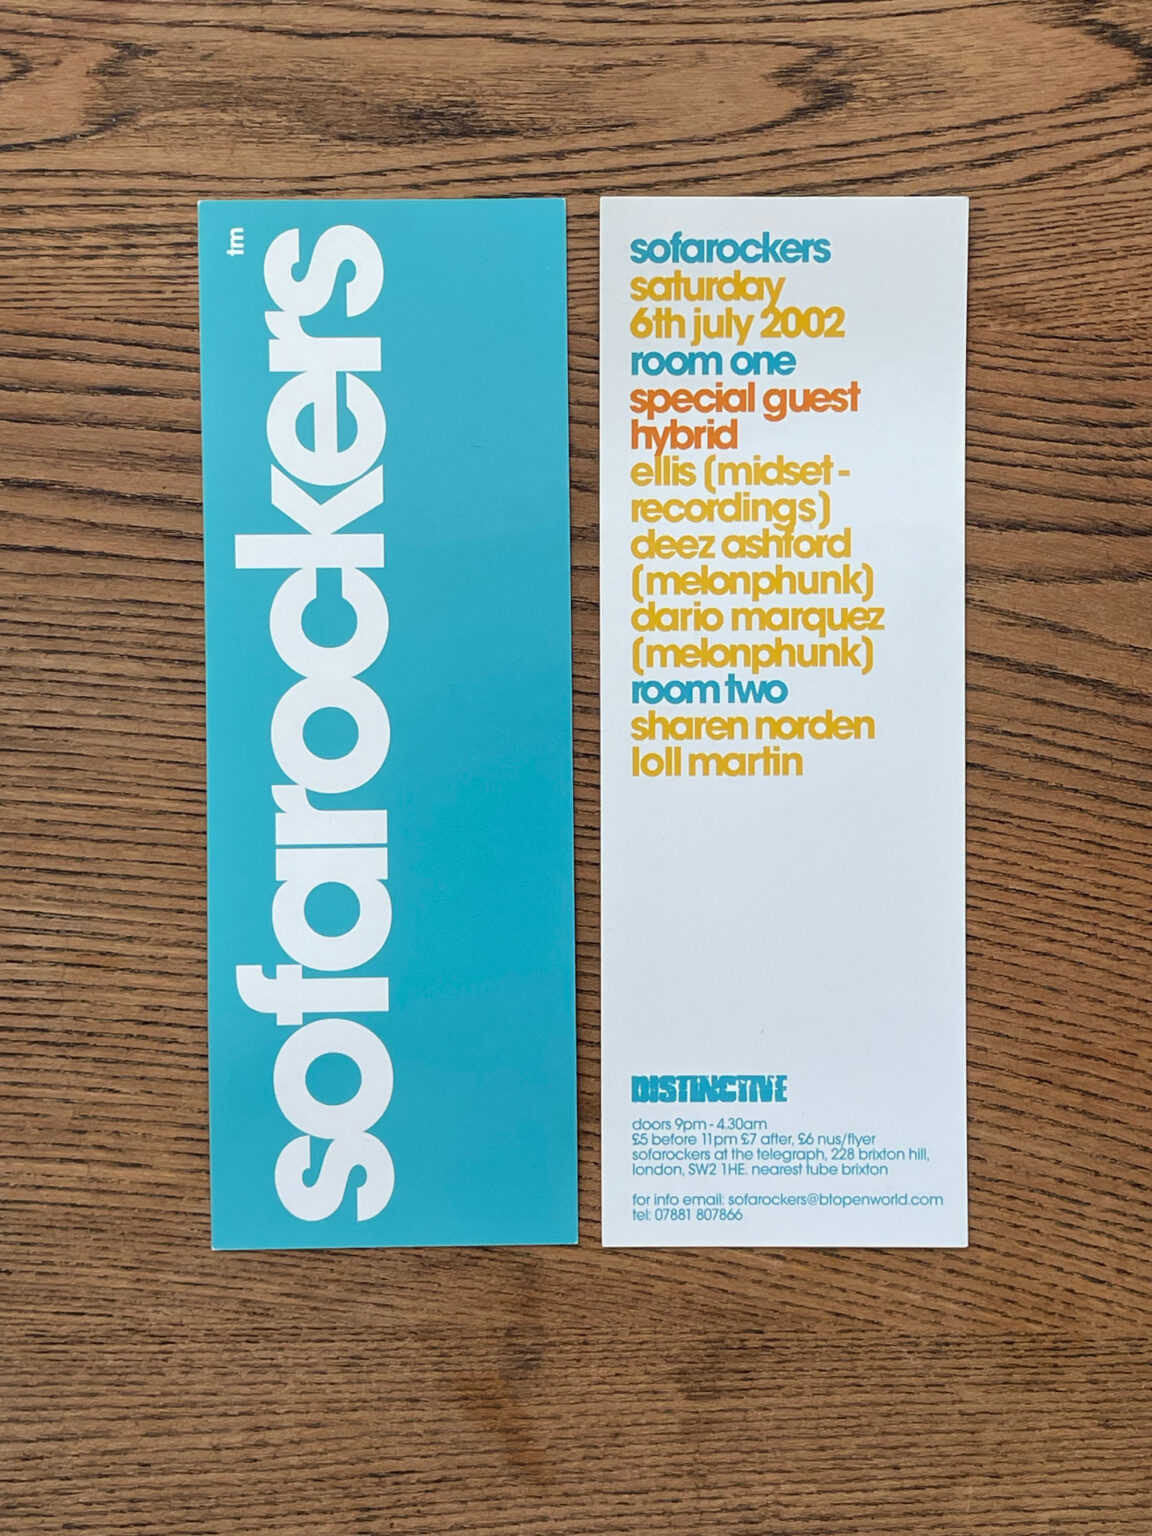 sofarockers
tm
sofarockers
saturday
6th july 2002
room one
special guest
hybrid
ellis (midset-
recordings)
deez ashford
(melonphunk)
dario marquez
(melonphunk)
room two
sharen norden
loll martin
DISTINCTIVE
doors 9pm - 4.30am
£5 before 11pm £7 after, £6 nus/flyer
sofarockers at the telegraph, 228 brixton hill,
london, SW2 1HE. nearest tube brixton
for info email: sofarockers@btopenworld.com
tel: 07881 807866